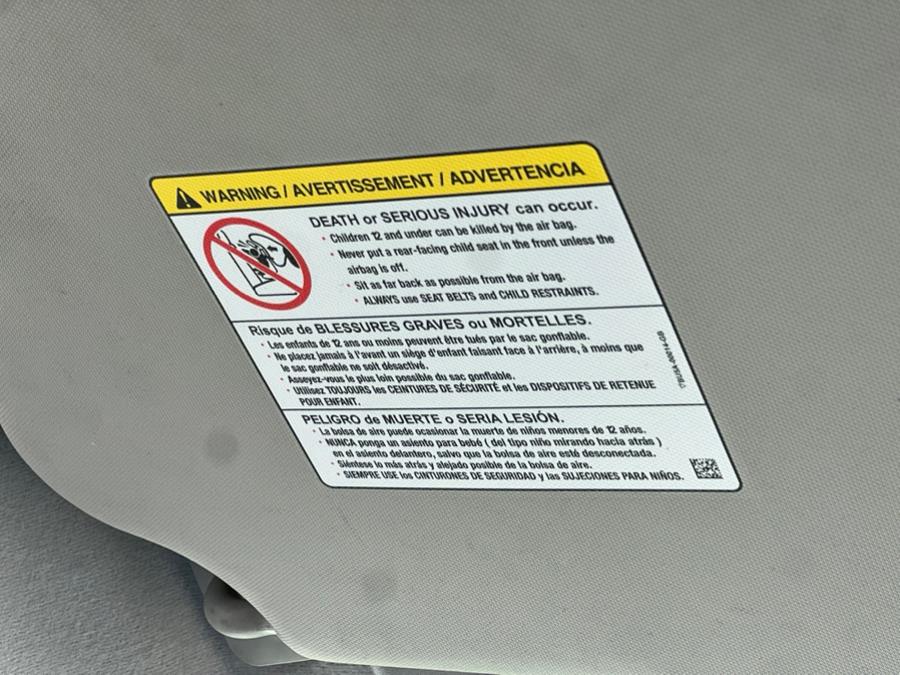 WARNING / AVERTISSEMENT / ADVERTENCIA
DEATH or SERIOUS INJURY can occur.
• Children 12 and under can be killed by the air bag.
• Never put a rear-facing child seat in the front unless the
airbag is off.
• Sit as far back as possible from the air bag.
• ALWAYS use SEAT BELTS and CHILD RESTRAINTS.
Risque de BLESSURES GRAVES ou MORTELLES.
• Les enfants de 12 ans ou moins peuvent être tués par le sac gonflable.
• Ne placez jamais à l'avant un siège d'enfant faisant face à l'arrière, à moins que
le sac gonflable ne soit désactivé.
• Asseyez-vous le plus loin possible du sac gonflable.
• Utilisez TOUJOURS les CEINTURES DE SÉCURITÉ et les DISPOSITIFS DE RETENUE
POUR ENFANT.
PELIGRO de MUERTE o SERIA LESIÓN.
• La bolsa de aire puede ocasionar la muerte de niños menores de 12 años.
• NUNCA ponga un asiento para bebé ( del tipo niño mirando hacia atrás )
en el asiento delantero, salvo que la bolsa de aire esté desconectada.
• Siéntese lo más atrás y alejado posible de la bolsa de aire.
• SIEMPRE USE los CINTURONES DE SEGURIDAD y las SUJECIONES PARA NIÑOS.